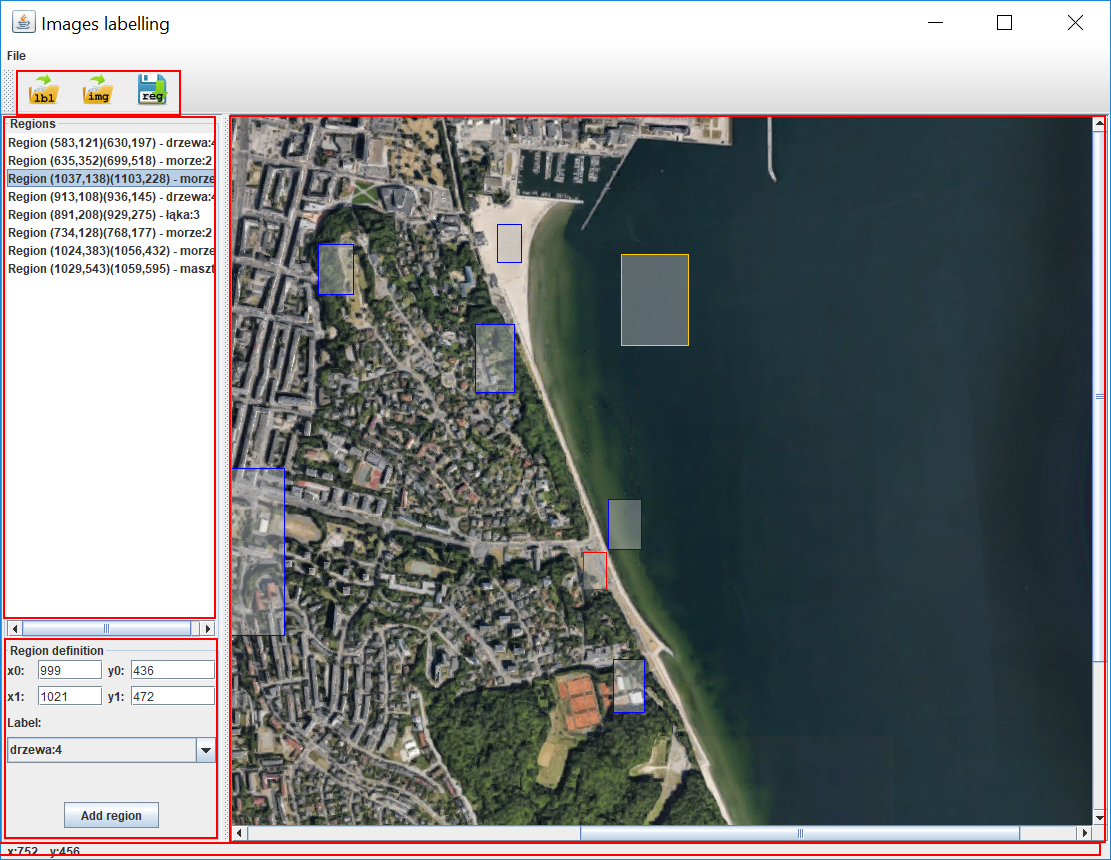 Images labelling
File
lbl img reg
Regions
Region (583,121)(630,197) - drzewa:4
Region (635,352)(699,518) - morze:2
Region (1037,138)(1103,228) - morze
Region (913,108)(936,145) - drzewa:4
Region (891,208)(929,275) - łąka:3
Region (734,128)(768,177) - morze:2
Region (1024,383)(1056,432) - morze
Region (1029,543)(1059,595) - maszt
Region definition
x0: 999 y0: 436
x1: 1021 y1: 472
Label:
drzewa:4
Add region
x:752 y:456